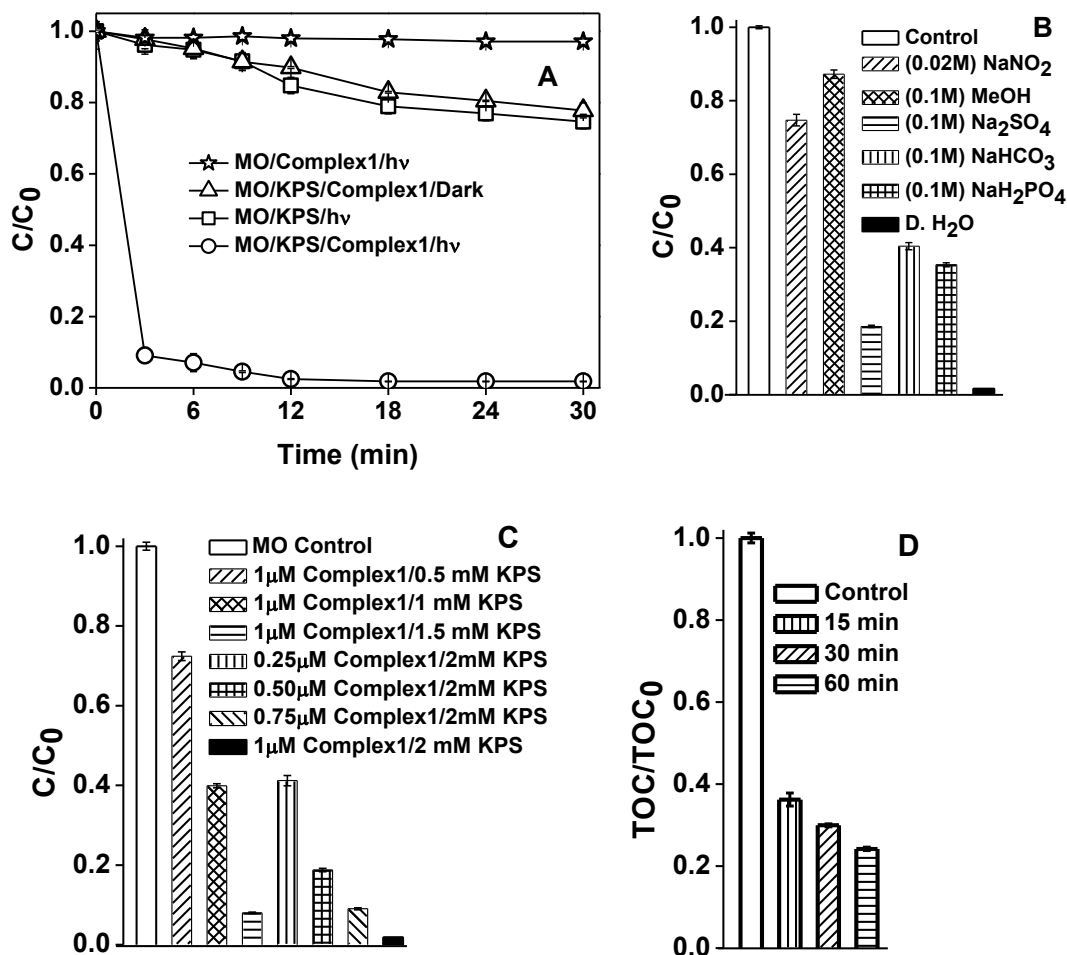 A
C/C0
1.0
0.8
0.6
0.4
0.2
0.0
MO/Complex1/hν
MO/KPS/Complex1/Dark
MO/KPS/hν
MO/KPS/Complex1/hν
0 6 12 18 24 30
Time (min)
B
C/C0
1.0
0.8
0.6
0.4
0.2
0.0
Control
(0.02M) NaNO2
(0.1M) MeOH
(0.1M) Na2SO4
(0.1M) NaHCO3
(0.1M) NaH2PO4
D. H2O
C
C/C0
1.0
0.8
0.6
0.4
0.2
0.0
MO Control
1μM Complex1/0.5 mM KPS
1μM Complex1/1 mM KPS
1μM Complex1/1.5 mM KPS
0.25μM Complex1/2mM KPS
0.50μM Complex1/2mM KPS
0.75μM Complex1/2mM KPS
1μM Complex1/2 mM KPS
D
TOC/TOC0
1.0
0.8
0.6
0.4
0.2
0.0
Control
15 min
30 min
60 min